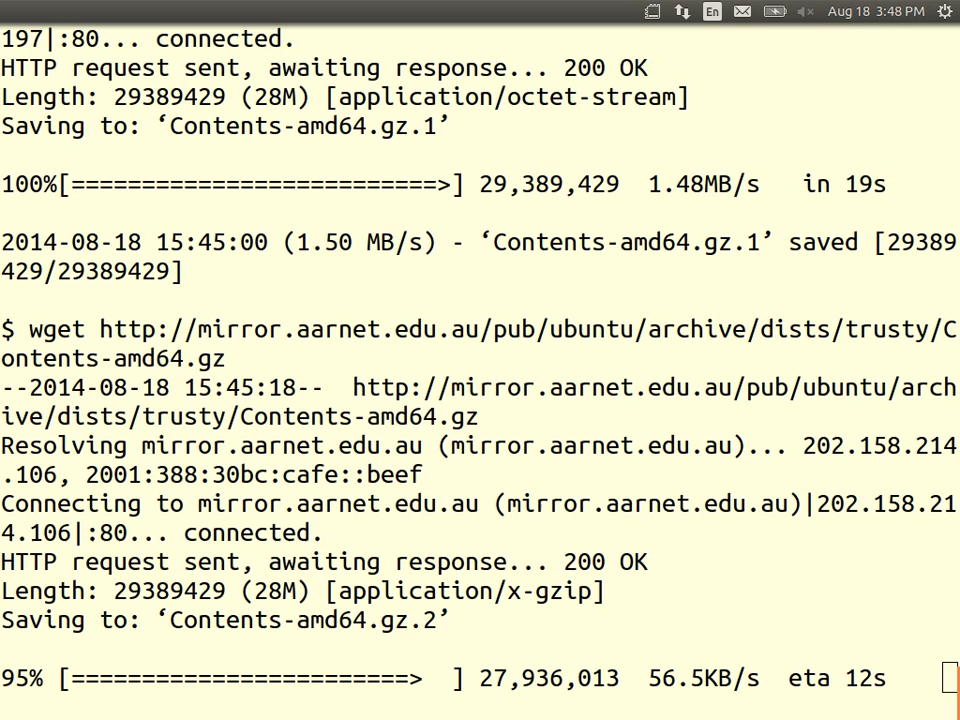 En Aug 18 3:48 PM
197|:80... connected.
HTTP request sent, awaiting response... 200 OK
Length: 29389429 (28M) [application/octet-stream]
Saving to: ‘Contents-amd64.gz.1’
100%[==========================>] 29,389,429  1.48MB/s   in 19s
2014-08-18 15:45:00 (1.50 MB/s) - ‘Contents-amd64.gz.1’ saved [29389
429/29389429]
$ wget http://mirror.aarnet.edu.au/pub/ubuntu/archive/dists/trusty/C
ontents-amd64.gz
--2014-08-18 15:45:18--  http://mirror.aarnet.edu.au/pub/ubuntu/arch
ive/dists/trusty/Contents-amd64.gz
Resolving mirror.aarnet.edu.au (mirror.aarnet.edu.au)... 202.158.214
.106, 2001:388:30bc:cafe::beef
Connecting to mirror.aarnet.edu.au (mirror.aarnet.edu.au)|202.158.21
4.106|:80... connected.
HTTP request sent, awaiting response... 200 OK
Length: 29389429 (28M) [application/x-gzip]
Saving to: ‘Contents-amd64.gz.2’
95% [========================>  ] 27,936,013  56.5KB/s  eta 12s